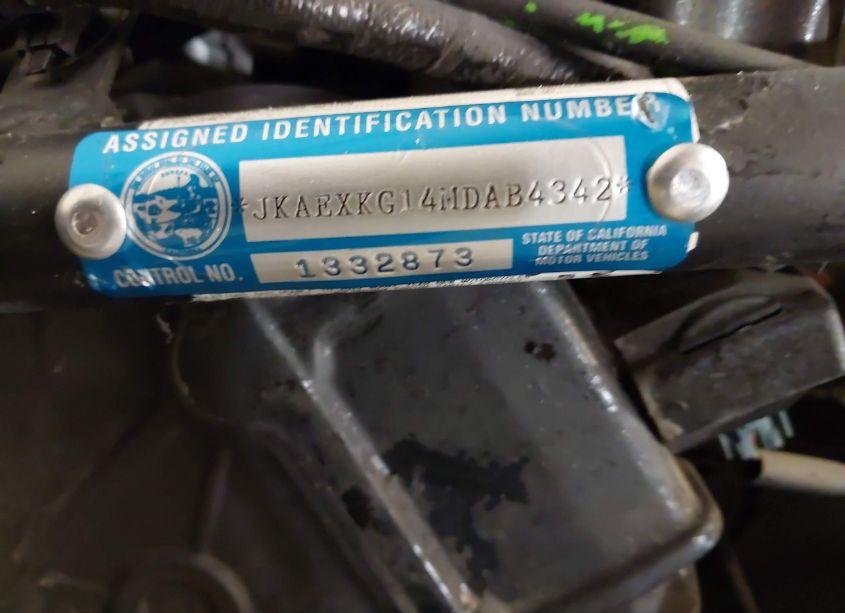 ASSIGNED IDENTIFICATION NUMBER
*JKAEXKG14MDAB4342*
CONTROL NO.
1332873
STATE OF CALIFORNIA
DEPARTMENT OF
MOTOR VEHICLES